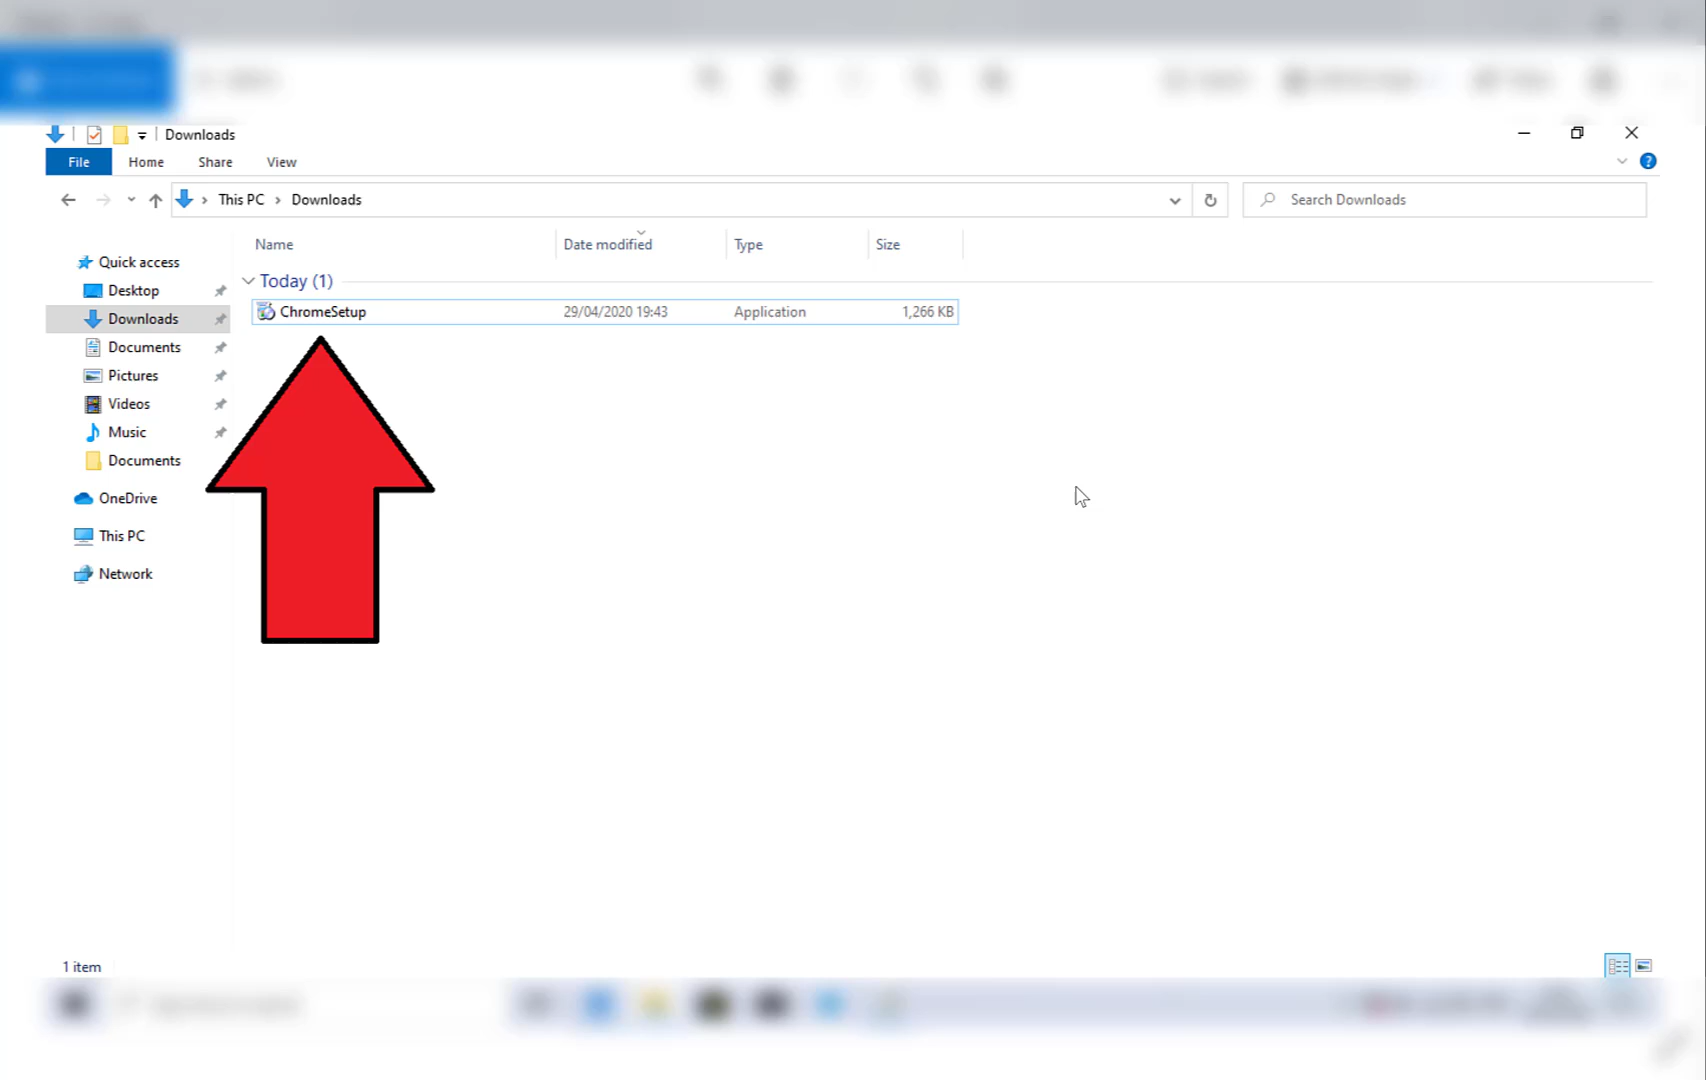 Downloads
File Home Share View
This PC Downloads
Search Downloads
Name Date modified Type Size
Quick access
Today (1)
Desktop
ChromeSetup 29/04/2020 19:43 Application 1,266 KB
Downloads
Documents
Pictures
Videos
Music
Documents
OneDrive
This PC
Network
1 item